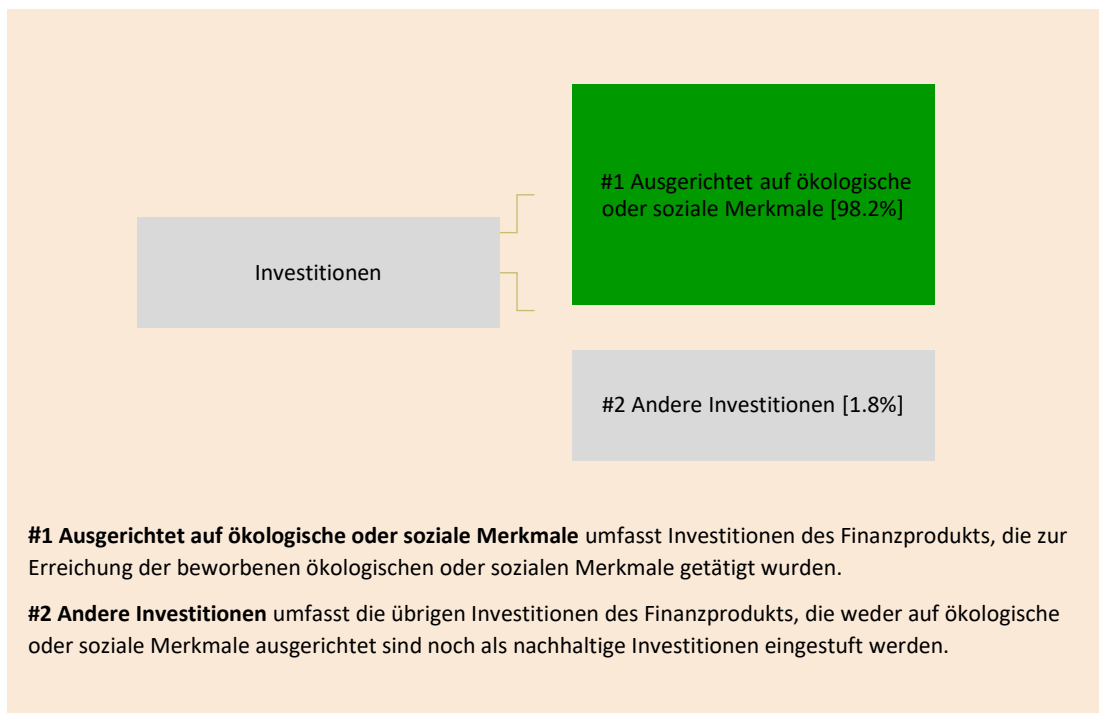 #1 Ausgerichtet auf ökologische
oder soziale Merkmale [98.2%]
Investitionen
#2 Andere Investitionen [1.8%]
#1 Ausgerichtet auf ökologische oder soziale Merkmale umfasst Investitionen des Finanzprodukts, die zur
Erreichung der beworbenen ökologischen oder sozialen Merkmale getätigt wurden.
#2 Andere Investitionen umfasst die übrigen Investitionen des Finanzprodukts, die weder auf ökologische
oder soziale Merkmale ausgerichtet sind noch als nachhaltige Investitionen eingestuft werden.